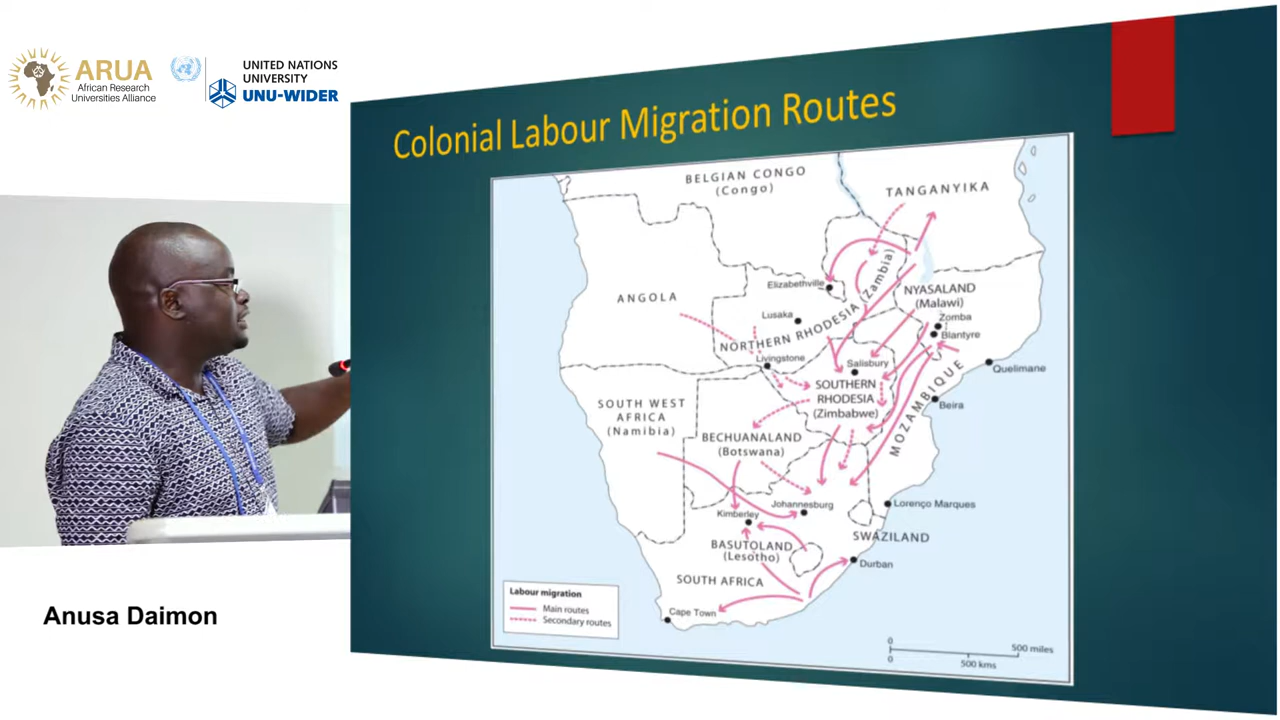 ARUA
African Research
Universities Alliance
UNITED NATIONS
UNIVERSITY
UNU-WIDER
Colonial Labour Migration Routes
BELGIAN CONGO
(Congo)
TANGANYIKA
ANGOLA
Elizabethville
NYASALAND
(Malawi)
Lusaka
Zomba
Blantyre
NORTHERN RHODESIA (Zambia)
Livingstone
Salisbury
Quelimane
SOUTHERN
RHODESIA
(Zimbabwe)
MOZAMBIQUE
Beira
SOUTH WEST
AFRICA
(Namibia)
BECHUANALAND
(Botswana)
Johannesburg
Kimberley
Lorenço Marques
SWAZILAND
BASUTOLAND
(Lesotho)
Durban
SOUTH AFRICA
Cape Town
Labour migration
Main routes
Secondary routes
0
500 miles
0
500 kms
Anusa Daimon